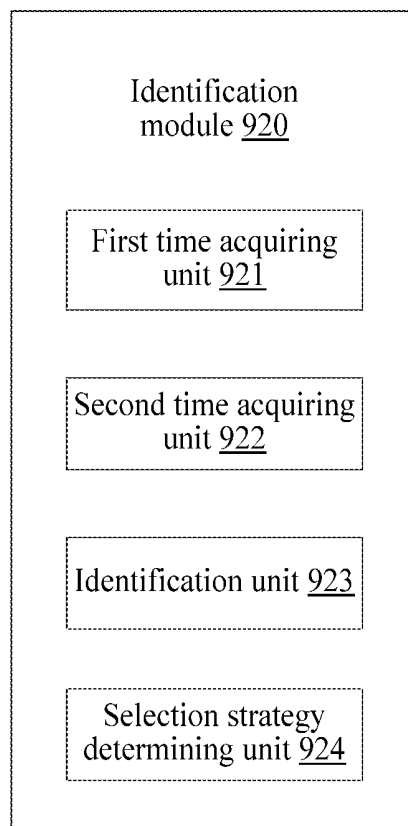 Identification
module 920
First time acquiring
unit 921
Second time acquiring
unit 922
Identification unit 923
Selection strategy
determining unit 924